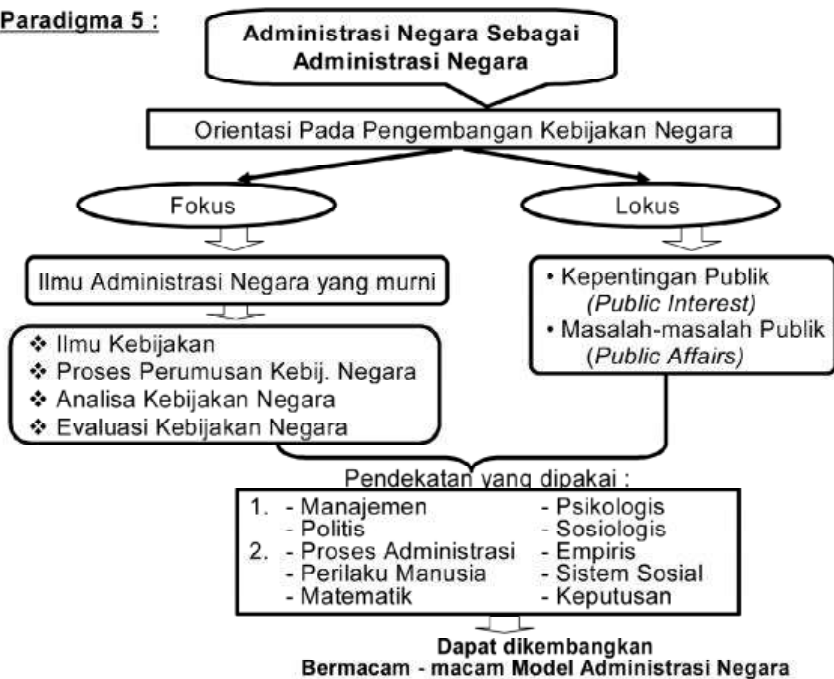 Paradigma 5 :
Administrasi Negara Sebagai
Administrasi Negara
Orientasi Pada Pengembangan Kebijakan Negara
Fokus
Lokus
Ilmu Administrasi Negara yang murni
❖ Ilmu Kebijakan
❖ Proses Perumusan Kebij. Negara
❖ Analisa Kebijakan Negara
❖ Evaluasi Kebijakan Negara
• Kepentingan Publik
(Public Interest)
• Masalah-masalah Publik
(Public Affairs)
Pendekatan yang dipakai :
1. - Manajemen - Psikologis
- Politis - Sosiologis
2. - Proses Administrasi - Empiris
- Perilaku Manusia - Sistem Sosial
- Matematik - Keputusan
Dapat dikembangkan
Bermacam - macam Model Administrasi Negara